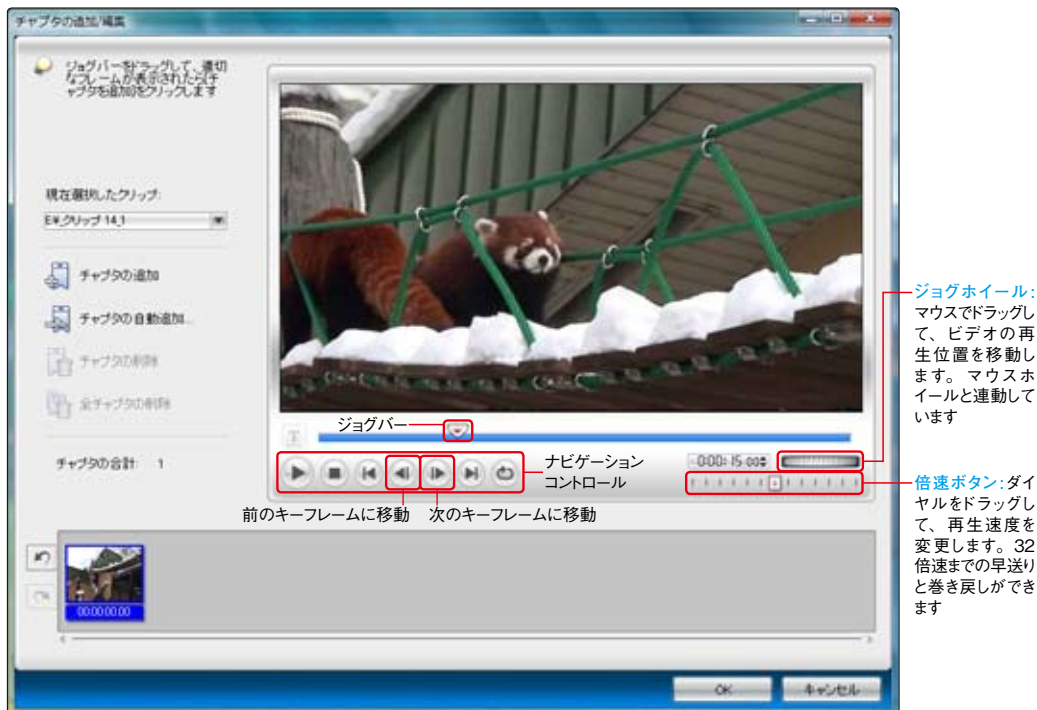 チャプタの追加/編集
ジョグバーをドラッグして、適切
なフレームが表示されたら[チ
ャプタを追加]をクリックします
現在選択したクリップ:
E¥_クリップ 14_1
チャプタの追加
チャプタの自動追加...
チャプタの削除
全チャプタの削除
チャプタの合計: 1
ジョグバー
T
ナビゲーション
コントロール
0:00:15:00
前のキーフレームに移動
次のキーフレームに移動
00:00:00:00
OK
キャンセル
ジョグホイール:
マウスでドラッグし
て、ビデオの再
生位置を移動し
ます。マウスホ
イールと連動して
います
倍速ボタン:ダイ
ヤルをドラッグし
て、再生速度を
変更します。32
倍速までの早送り
と巻き戻しができ
ます